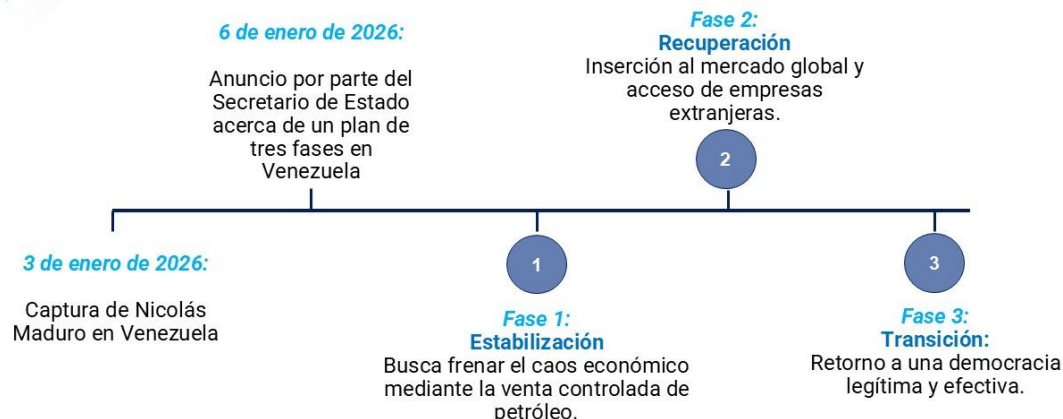 6 de enero de 2026:
Anuncio por parte del
Secretario de Estado
acerca de un plan de
tres fases en
Venezuela
Fase 2:
Recuperación
Inserción al mercado global y
acceso de empresas
extranjeras.
2
3 de enero de 2026:
Captura de Nicolás
Maduro en Venezuela
1
Fase 1:
Estabilización
Busca frenar el caos económico
mediante la venta controlada de
petróleo.
3
Fase 3:
Transición:
Retorno a una democracia
legítima y efectiva.